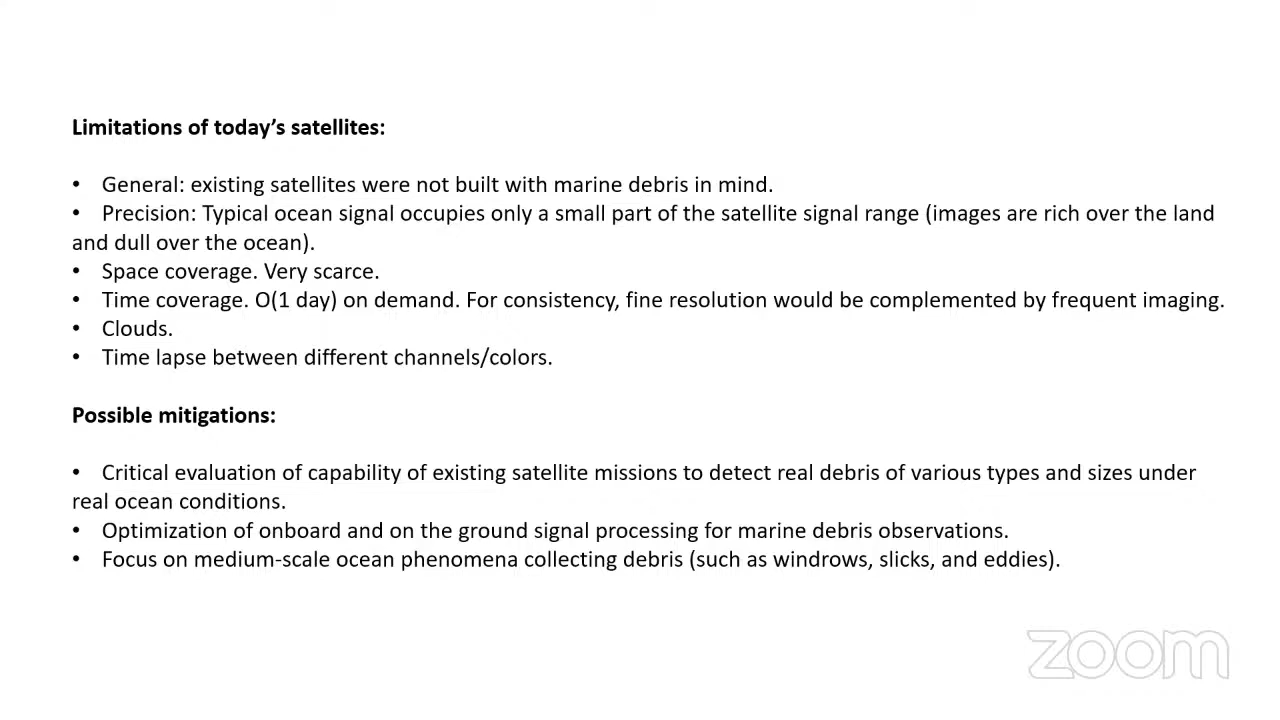 Limitations of today’s satellites:
• General: existing satellites were not built with marine debris in mind.
• Precision: Typical ocean signal occupies only a small part of the satellite signal range (images are rich over the land
and dull over the ocean).
• Space coverage. Very scarce.
• Time coverage. O(1 day) on demand. For consistency, fine resolution would be complemented by frequent imaging.
• Clouds.
• Time lapse between different channels/colors.
Possible mitigations:
• Critical evaluation of capability of existing satellite missions to detect real debris of various types and sizes under
real ocean conditions.
• Optimization of onboard and on the ground signal processing for marine debris observations.
• Focus on medium-scale ocean phenomena collecting debris (such as windrows, slicks, and eddies).
zoom